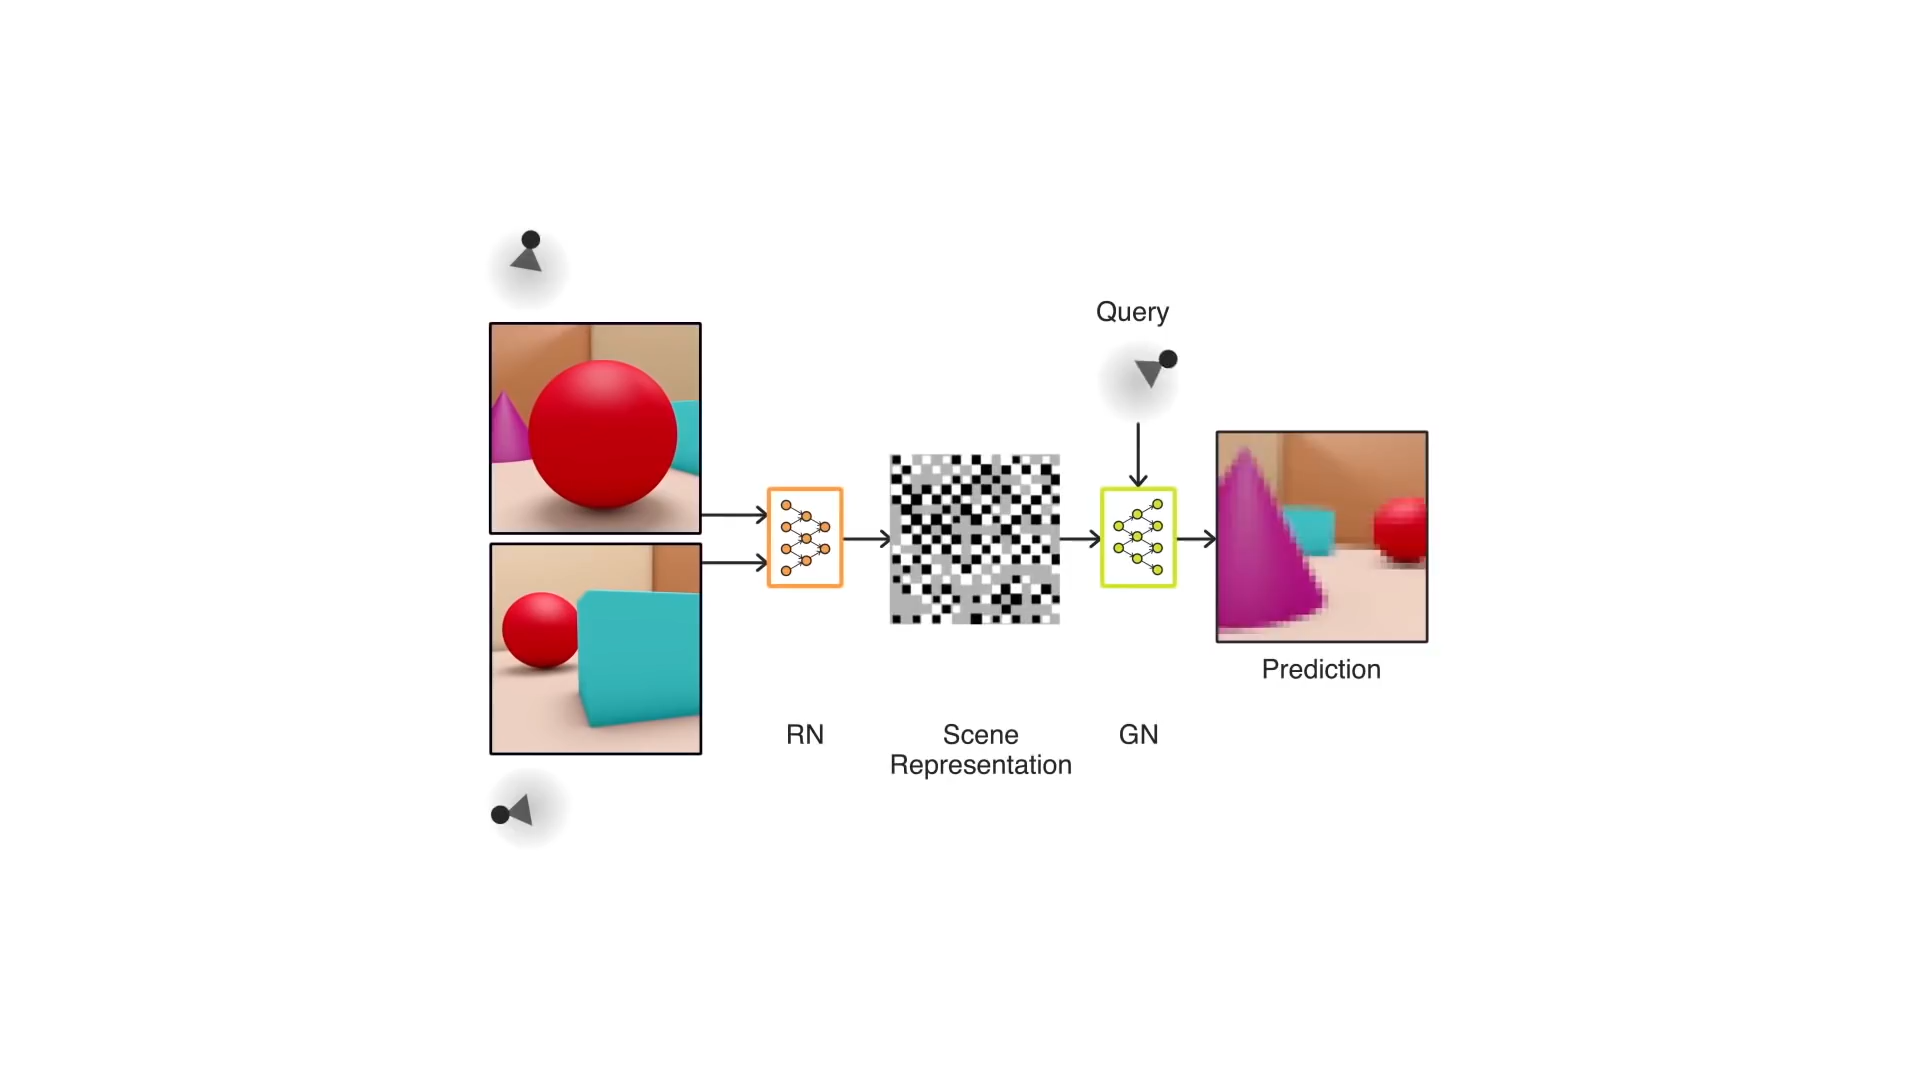 Query
Prediction
RN
Scene
Representation
GN